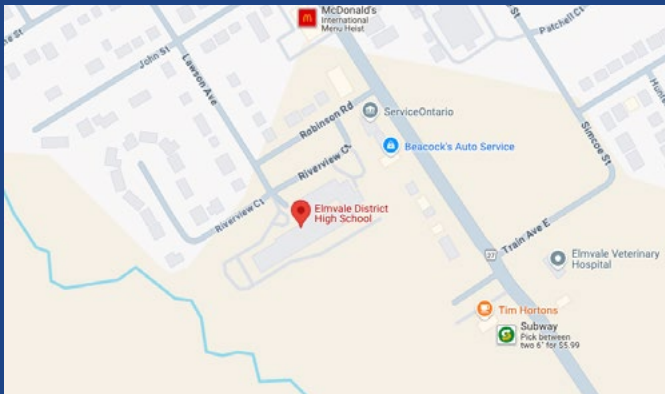 McDonald's
International
Menu Heist
St
Patchell Ct
John St
Lawson Ave
Robinson Rd
ServiceOntario
Simcoe St
Beacock's Auto Service
Riverview Ct
Elmvale District
High School
Riverview Ct
Train Ave E
27
Elmvale Veterinary
Hospital
Tim Hortons
Subway
Pick between
two 6" for $5.99